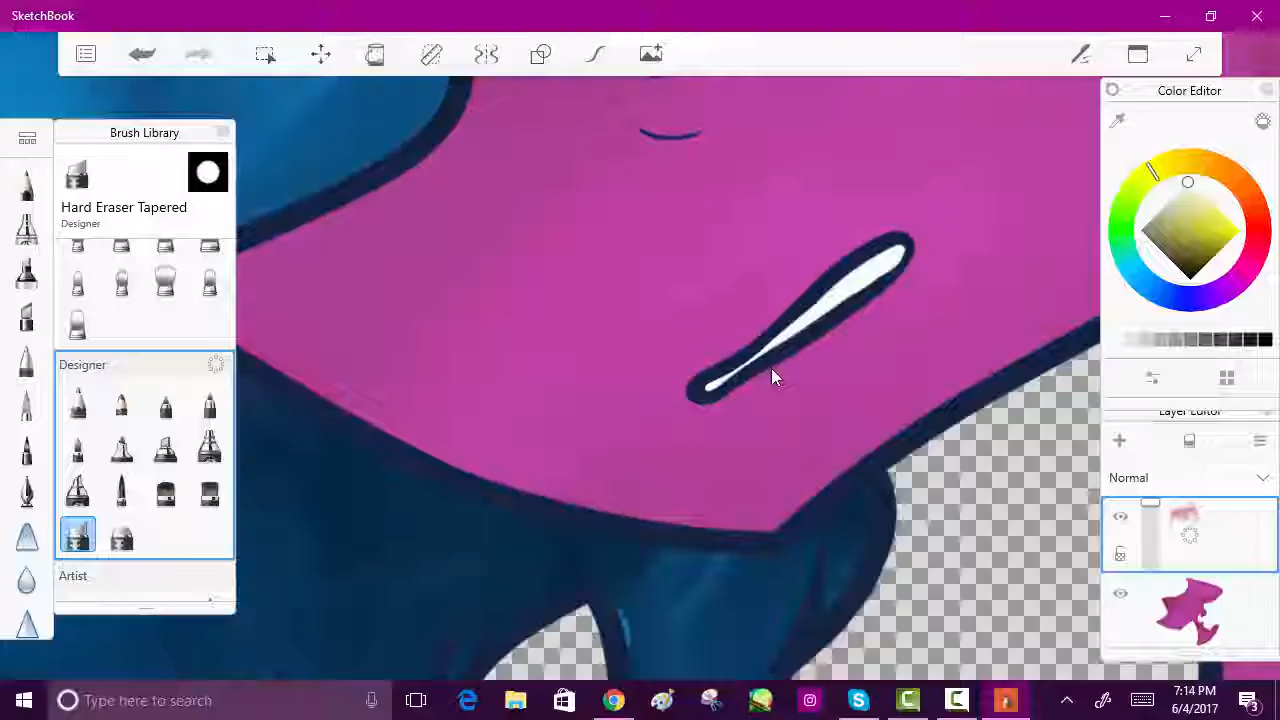 SketchBook
Brush Library
Hard Eraser Tapered
Designer
Designer
Artist
Color Editor
Layer Editor
Normal
Type here to search
7:14 PM
6/4/2017
3